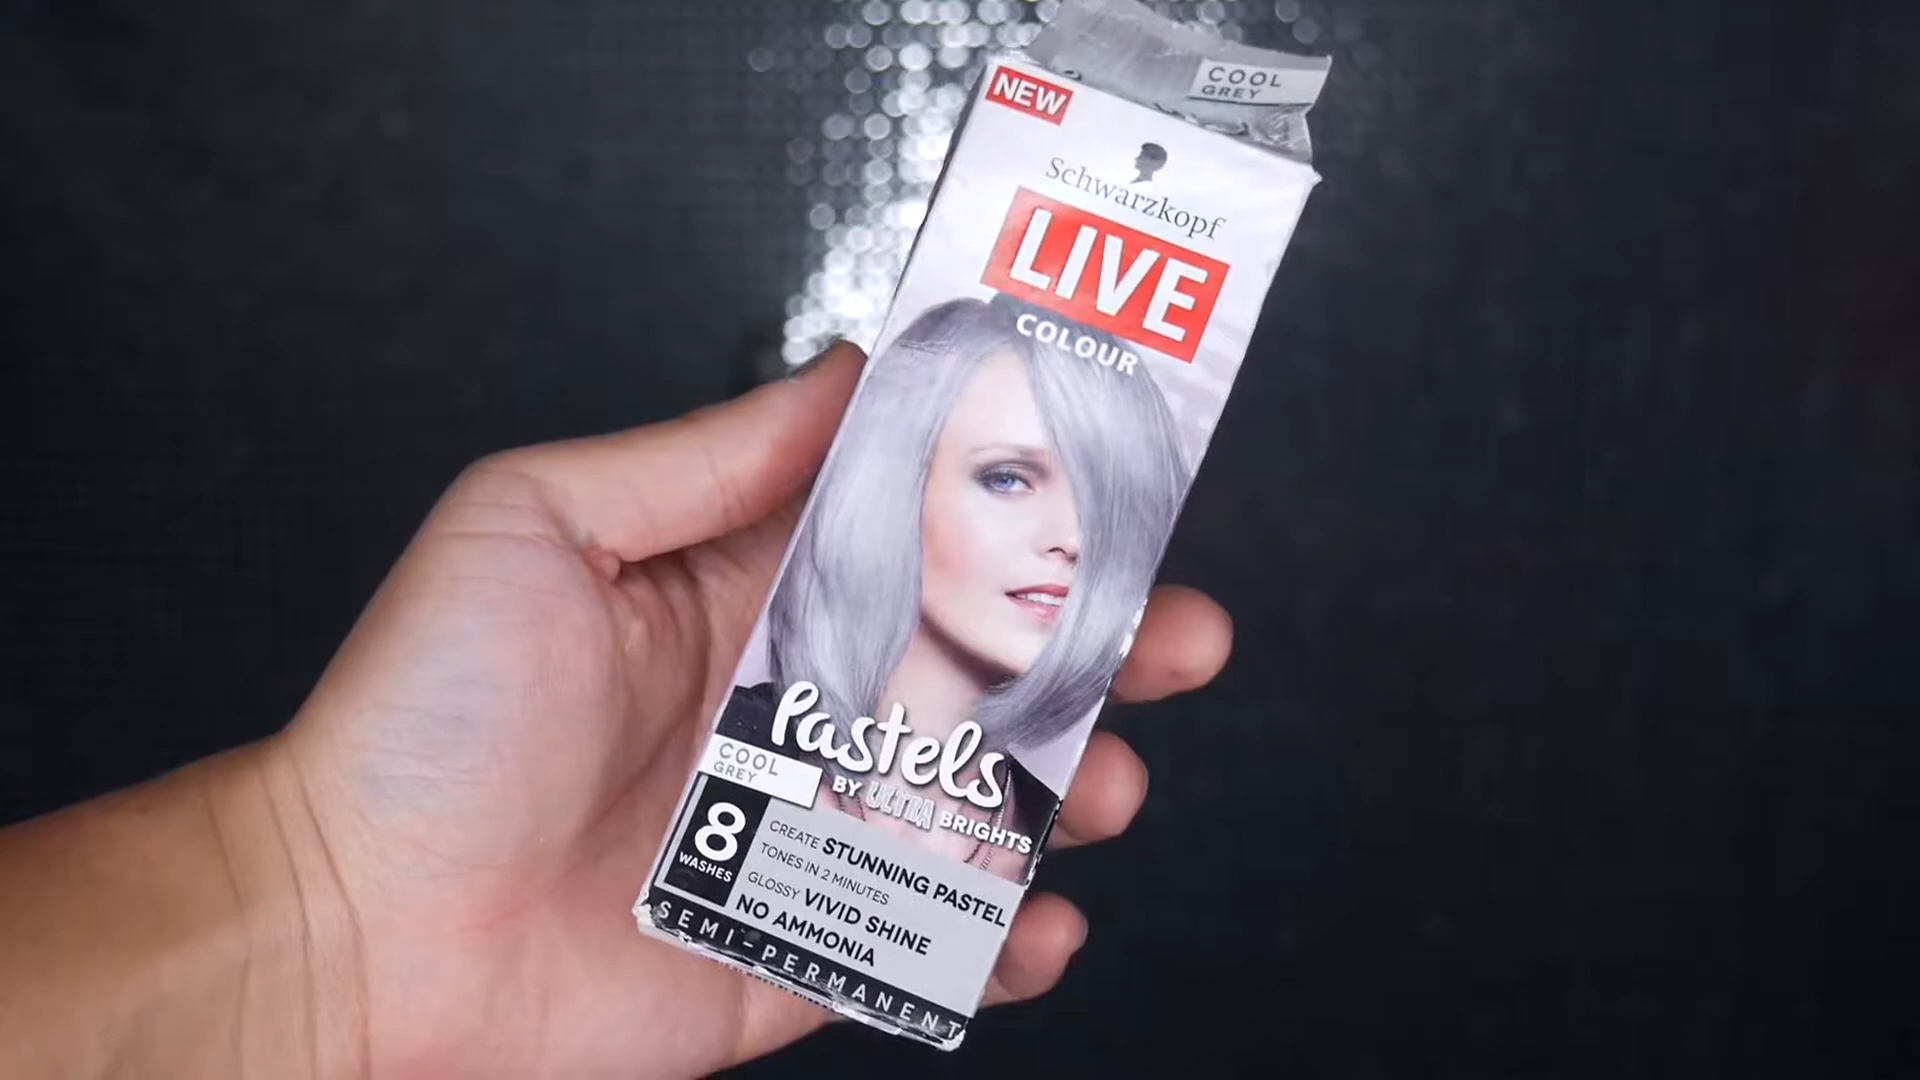 COOL
GREY
NEW
Schwarzkopf
LIVE
COLOUR
Pastels
BY ULTRA BRIGHTS
COOL
GREY
8
WASHES
CREATE STUNNING PASTEL
TONES IN 2 MINUTES
GLOSSY VIVID SHINE
NO AMMONIA
SEMI-PERMANENT